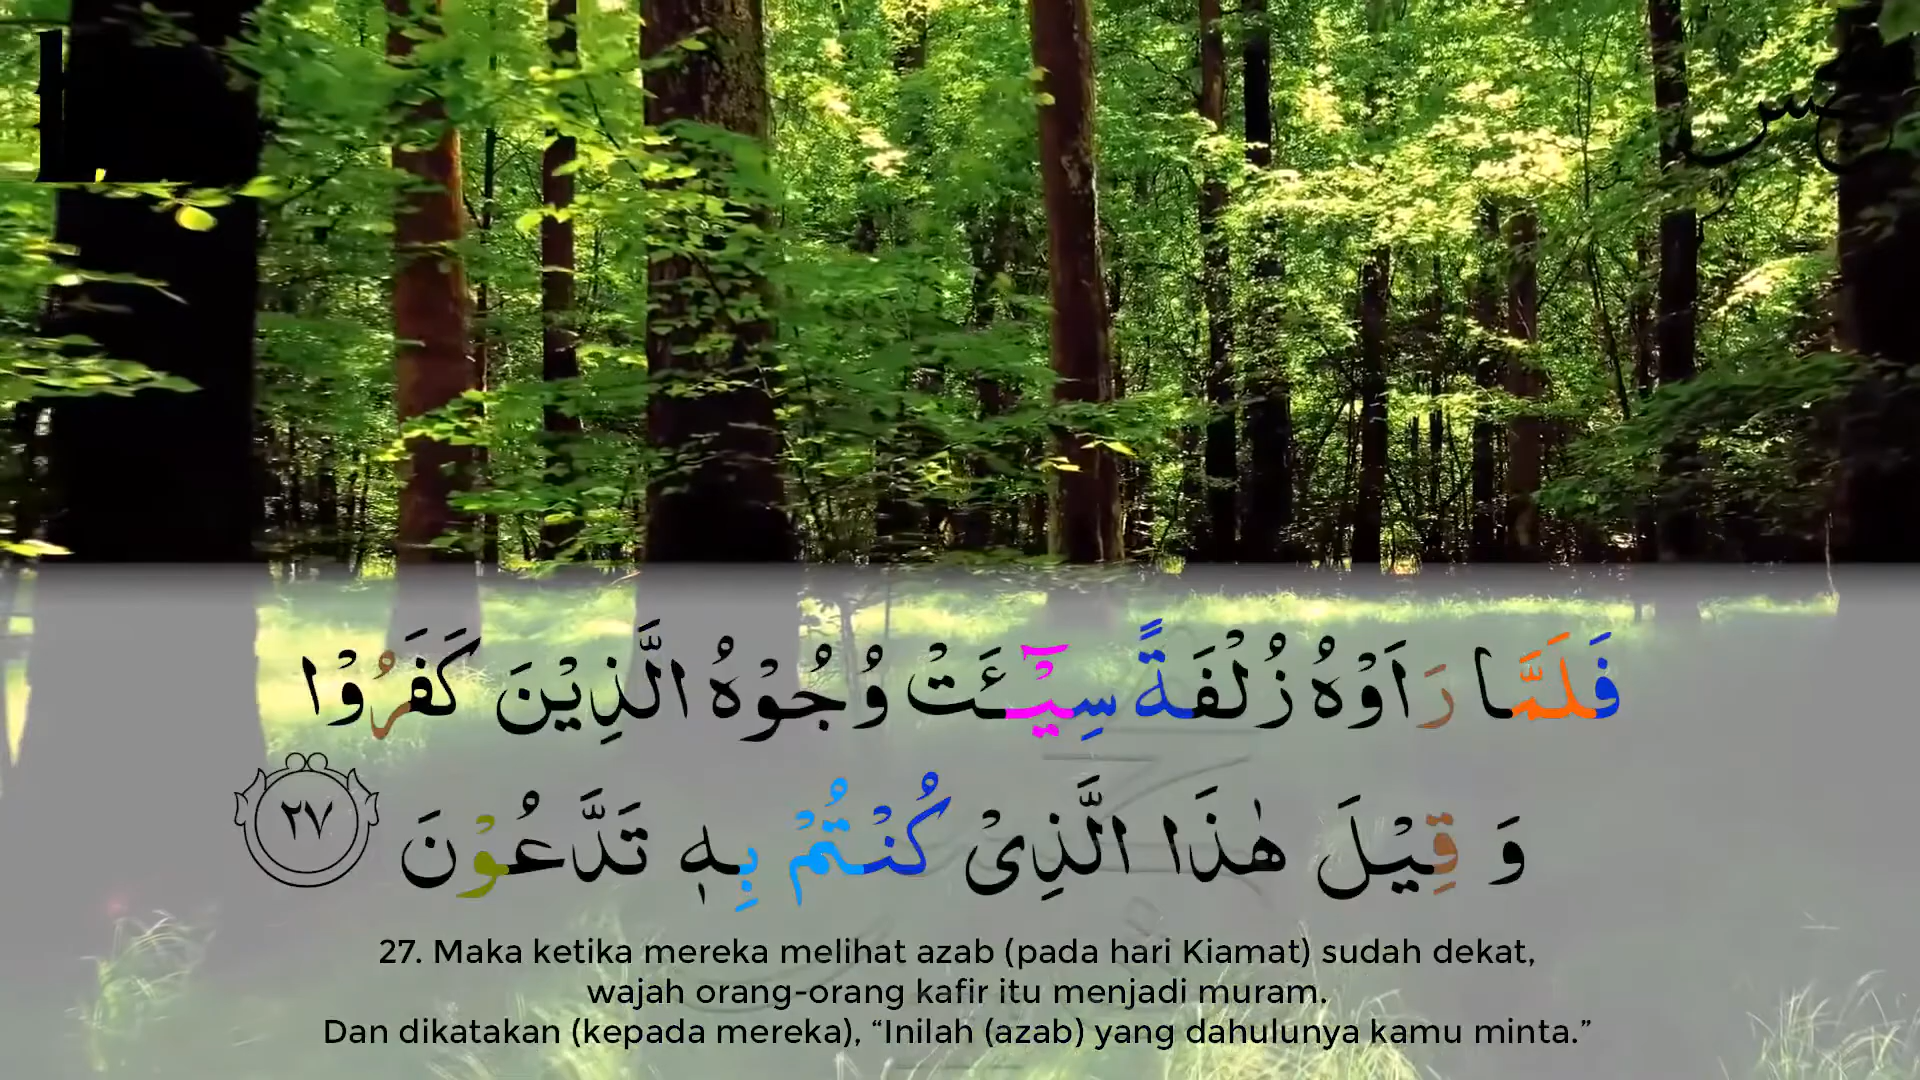 فَلَمَّا رَاَوْهُ زُلْفَةً سِيْٓـَٔتْ وُجُوْهُ الَّذِيْنَ كَفَرُوْا
وَ قِيْلَ هٰذَا الَّذِىْ كُنْتُمْ بِهٖ تَدَّعُوْنَ ٢٧
27. Maka ketika mereka melihat azab (pada hari Kiamat) sudah dekat,
wajah orang-orang kafir itu menjadi muram.
Dan dikatakan (kepada mereka), “Inilah (azab) yang dahulunya kamu minta.”